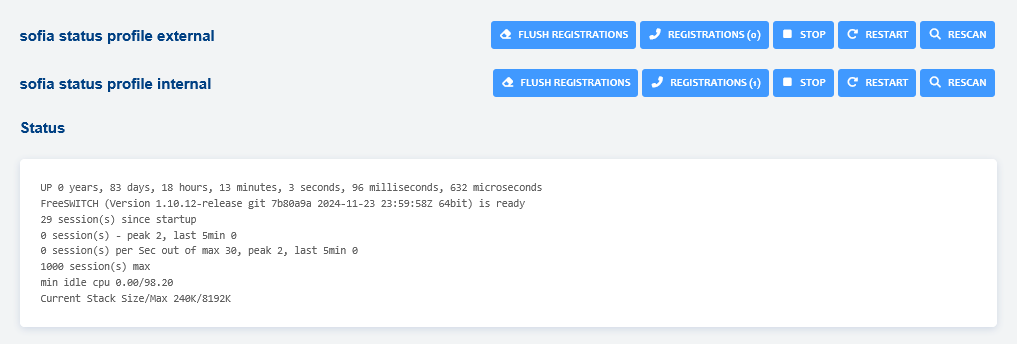 sofia status profile external
FLUSH REGISTRATIONS REGISTRATIONS (0) STOP RESTART RESCAN
sofia status profile internal
FLUSH REGISTRATIONS REGISTRATIONS (1) STOP RESTART RESCAN
Status
UP 0 years, 83 days, 18 hours, 13 minutes, 3 seconds, 96 milliseconds, 632 microseconds
FreeSWITCH (Version 1.10.12-release git 7b80a9a 2024-11-23 23:59:58Z 64bit) is ready
29 session(s) since startup
0 session(s) - peak 2, last 5min 0
0 session(s) per Sec out of max 30, peak 2, last 5min 0
1000 session(s) max
min idle cpu 0.00/98.20
Current Stack Size/Max 240K/8192K